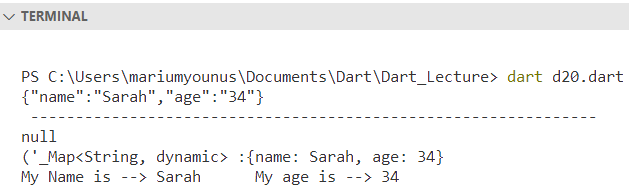 TERMINAL
PS C:\Users\mariumyounus\Documents\Dart\Dart_Lecture> dart d20.dart
{"name":"Sarah","age":"34"}
------------------------------------------------------------
null
('_Map<String, dynamic> :{name: Sarah, age: 34}
My Name is --> Sarah      My age is --> 34